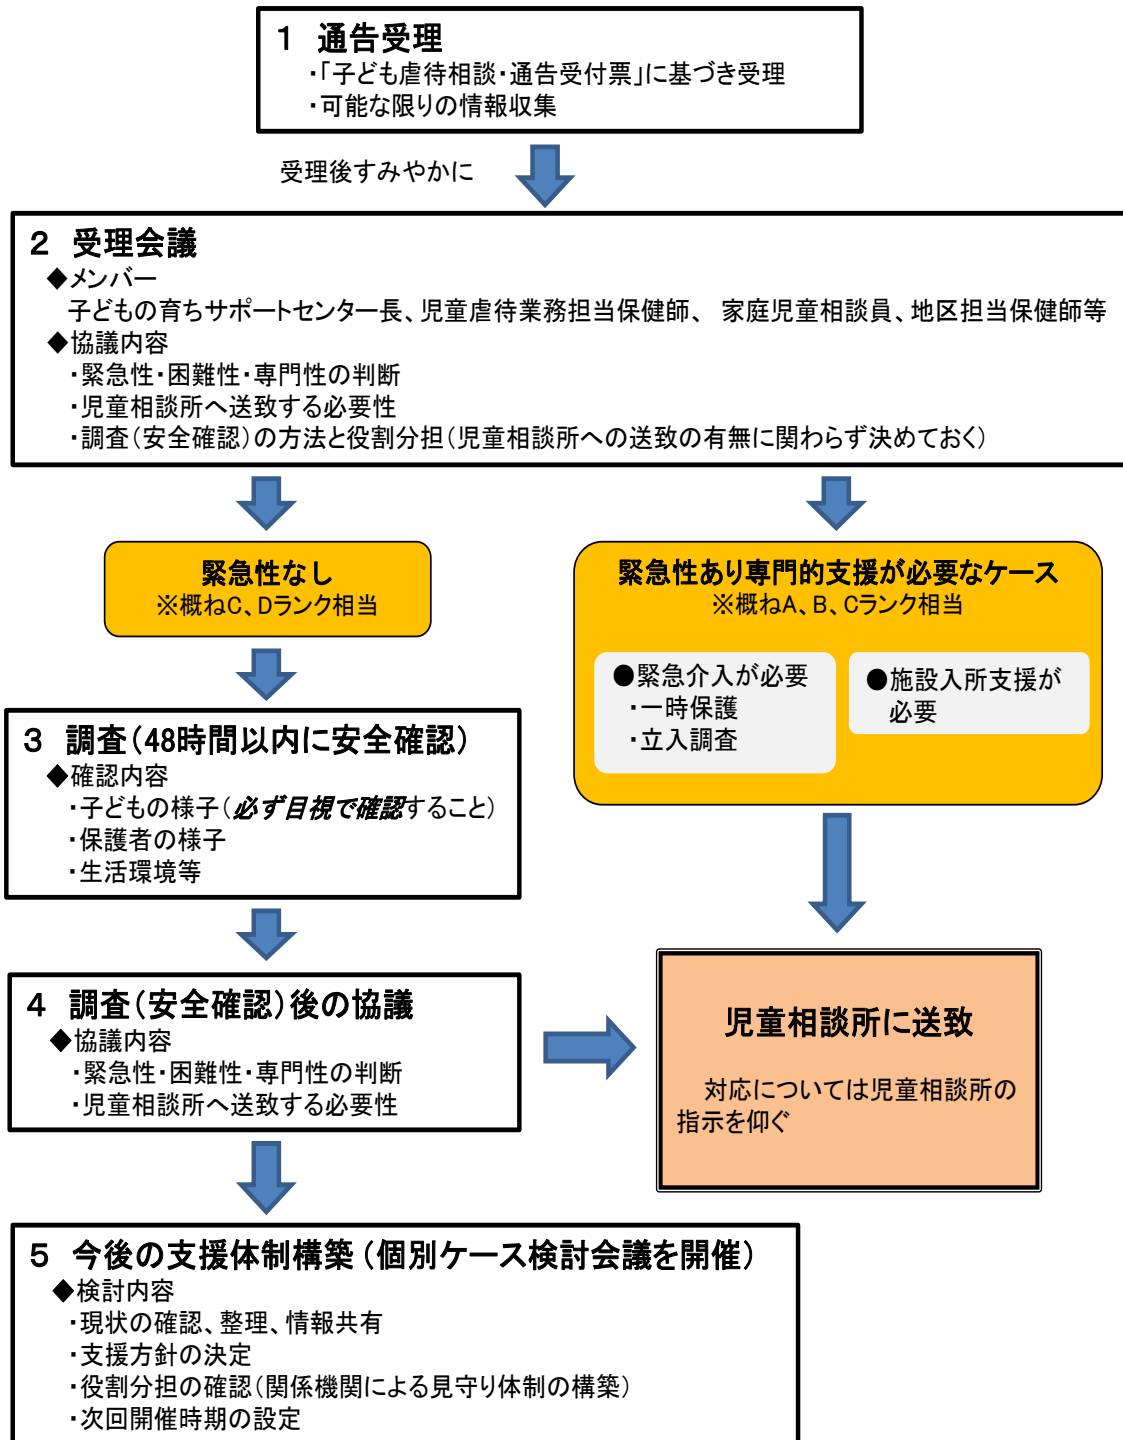 1 通告受理
・「子ども虐待相談・通告受付票」に基づき受理
・可能な限りの情報収集
受理後すみやかに
2 受理会議
◆メンバー
子どもの育ちサポートセンター長、児童虐待業務担当保健師、 家庭児童相談員、地区担当保健師等
◆協議内容
・緊急性・困難性・専門性の判断
・児童相談所へ送致する必要性
・調査(安全確認)の方法と役割分担(児童相談所への送致の有無に関わらず決めておく)
緊急性なし
※概ねC、Dランク相当
緊急性あり専門的支援が必要なケース
※概ねA、B、Cランク相当
●緊急介入が必要
・一時保護
・立入調査
●施設入所支援が
必要
3 調査(48時間以内に安全確認)
◆確認内容
・子どもの様子(必ず目視で確認すること)
・保護者の様子
・生活環境等
4 調査(安全確認)後の協議
◆協議内容
・緊急性・困難性・専門性の判断
・児童相談所へ送致する必要性
児童相談所に送致
対応については児童相談所の
指示を仰ぐ
5 今後の支援体制構築(個別ケース検討会議を開催)
◆検討内容
・現状の確認、整理、情報共有
・支援方針の決定
・役割分担の確認(関係機関による見守り体制の構築)
・次回開催時期の設定